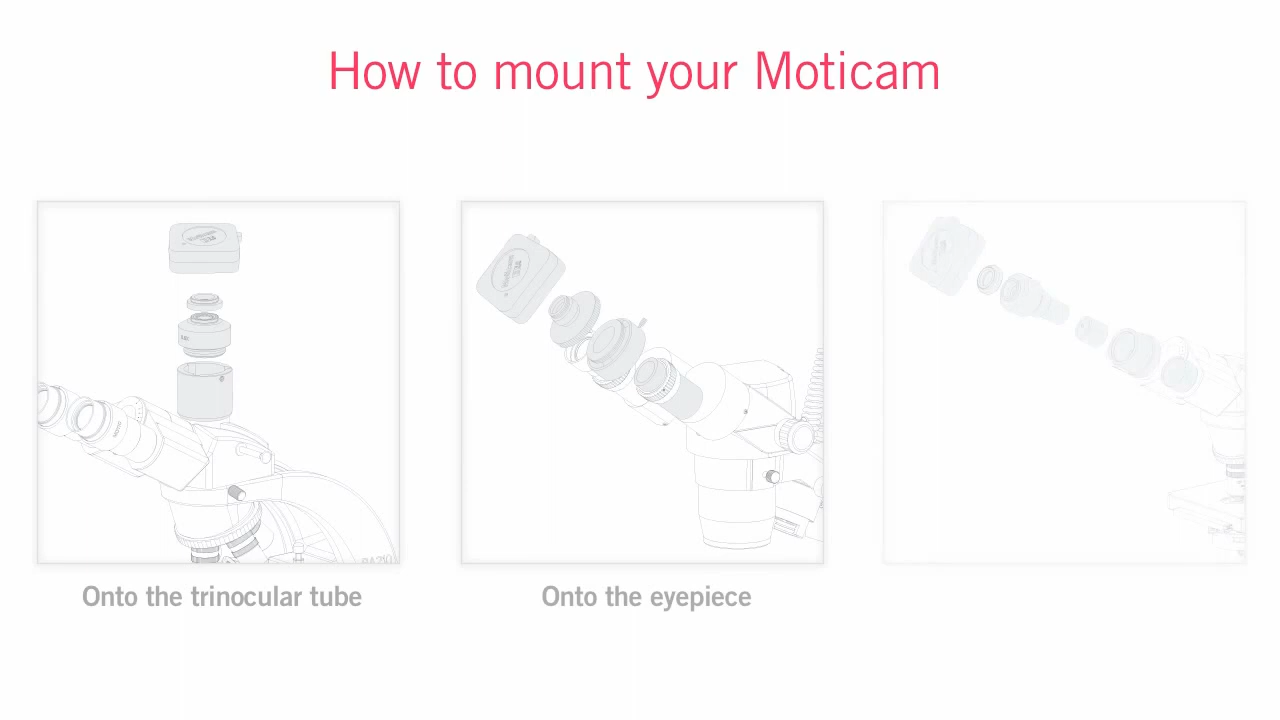 How to mount your Moticam
Onto the trinocular tube
Onto the eyepiece